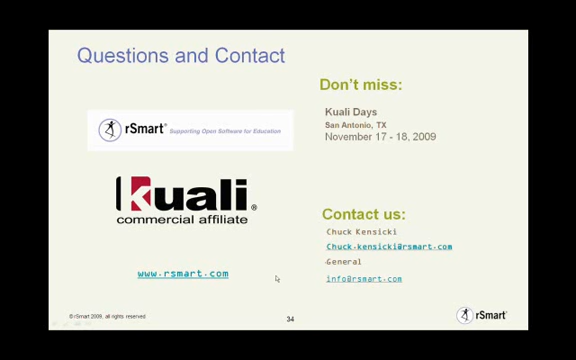 Questions and Contact
Don't miss:
Kuali Days
San Antonio, TX
November 17 - 18, 2009
rSmart Supporting Open Software for Education
kuali®
commercial affiliate
Contact us:
Chuck Kensicki
Chuck.kensicki@rsmart.com
General
info@rsmart.com
www.rsmart.com
© rSmart 2009, all rights reserved
34
rSmart